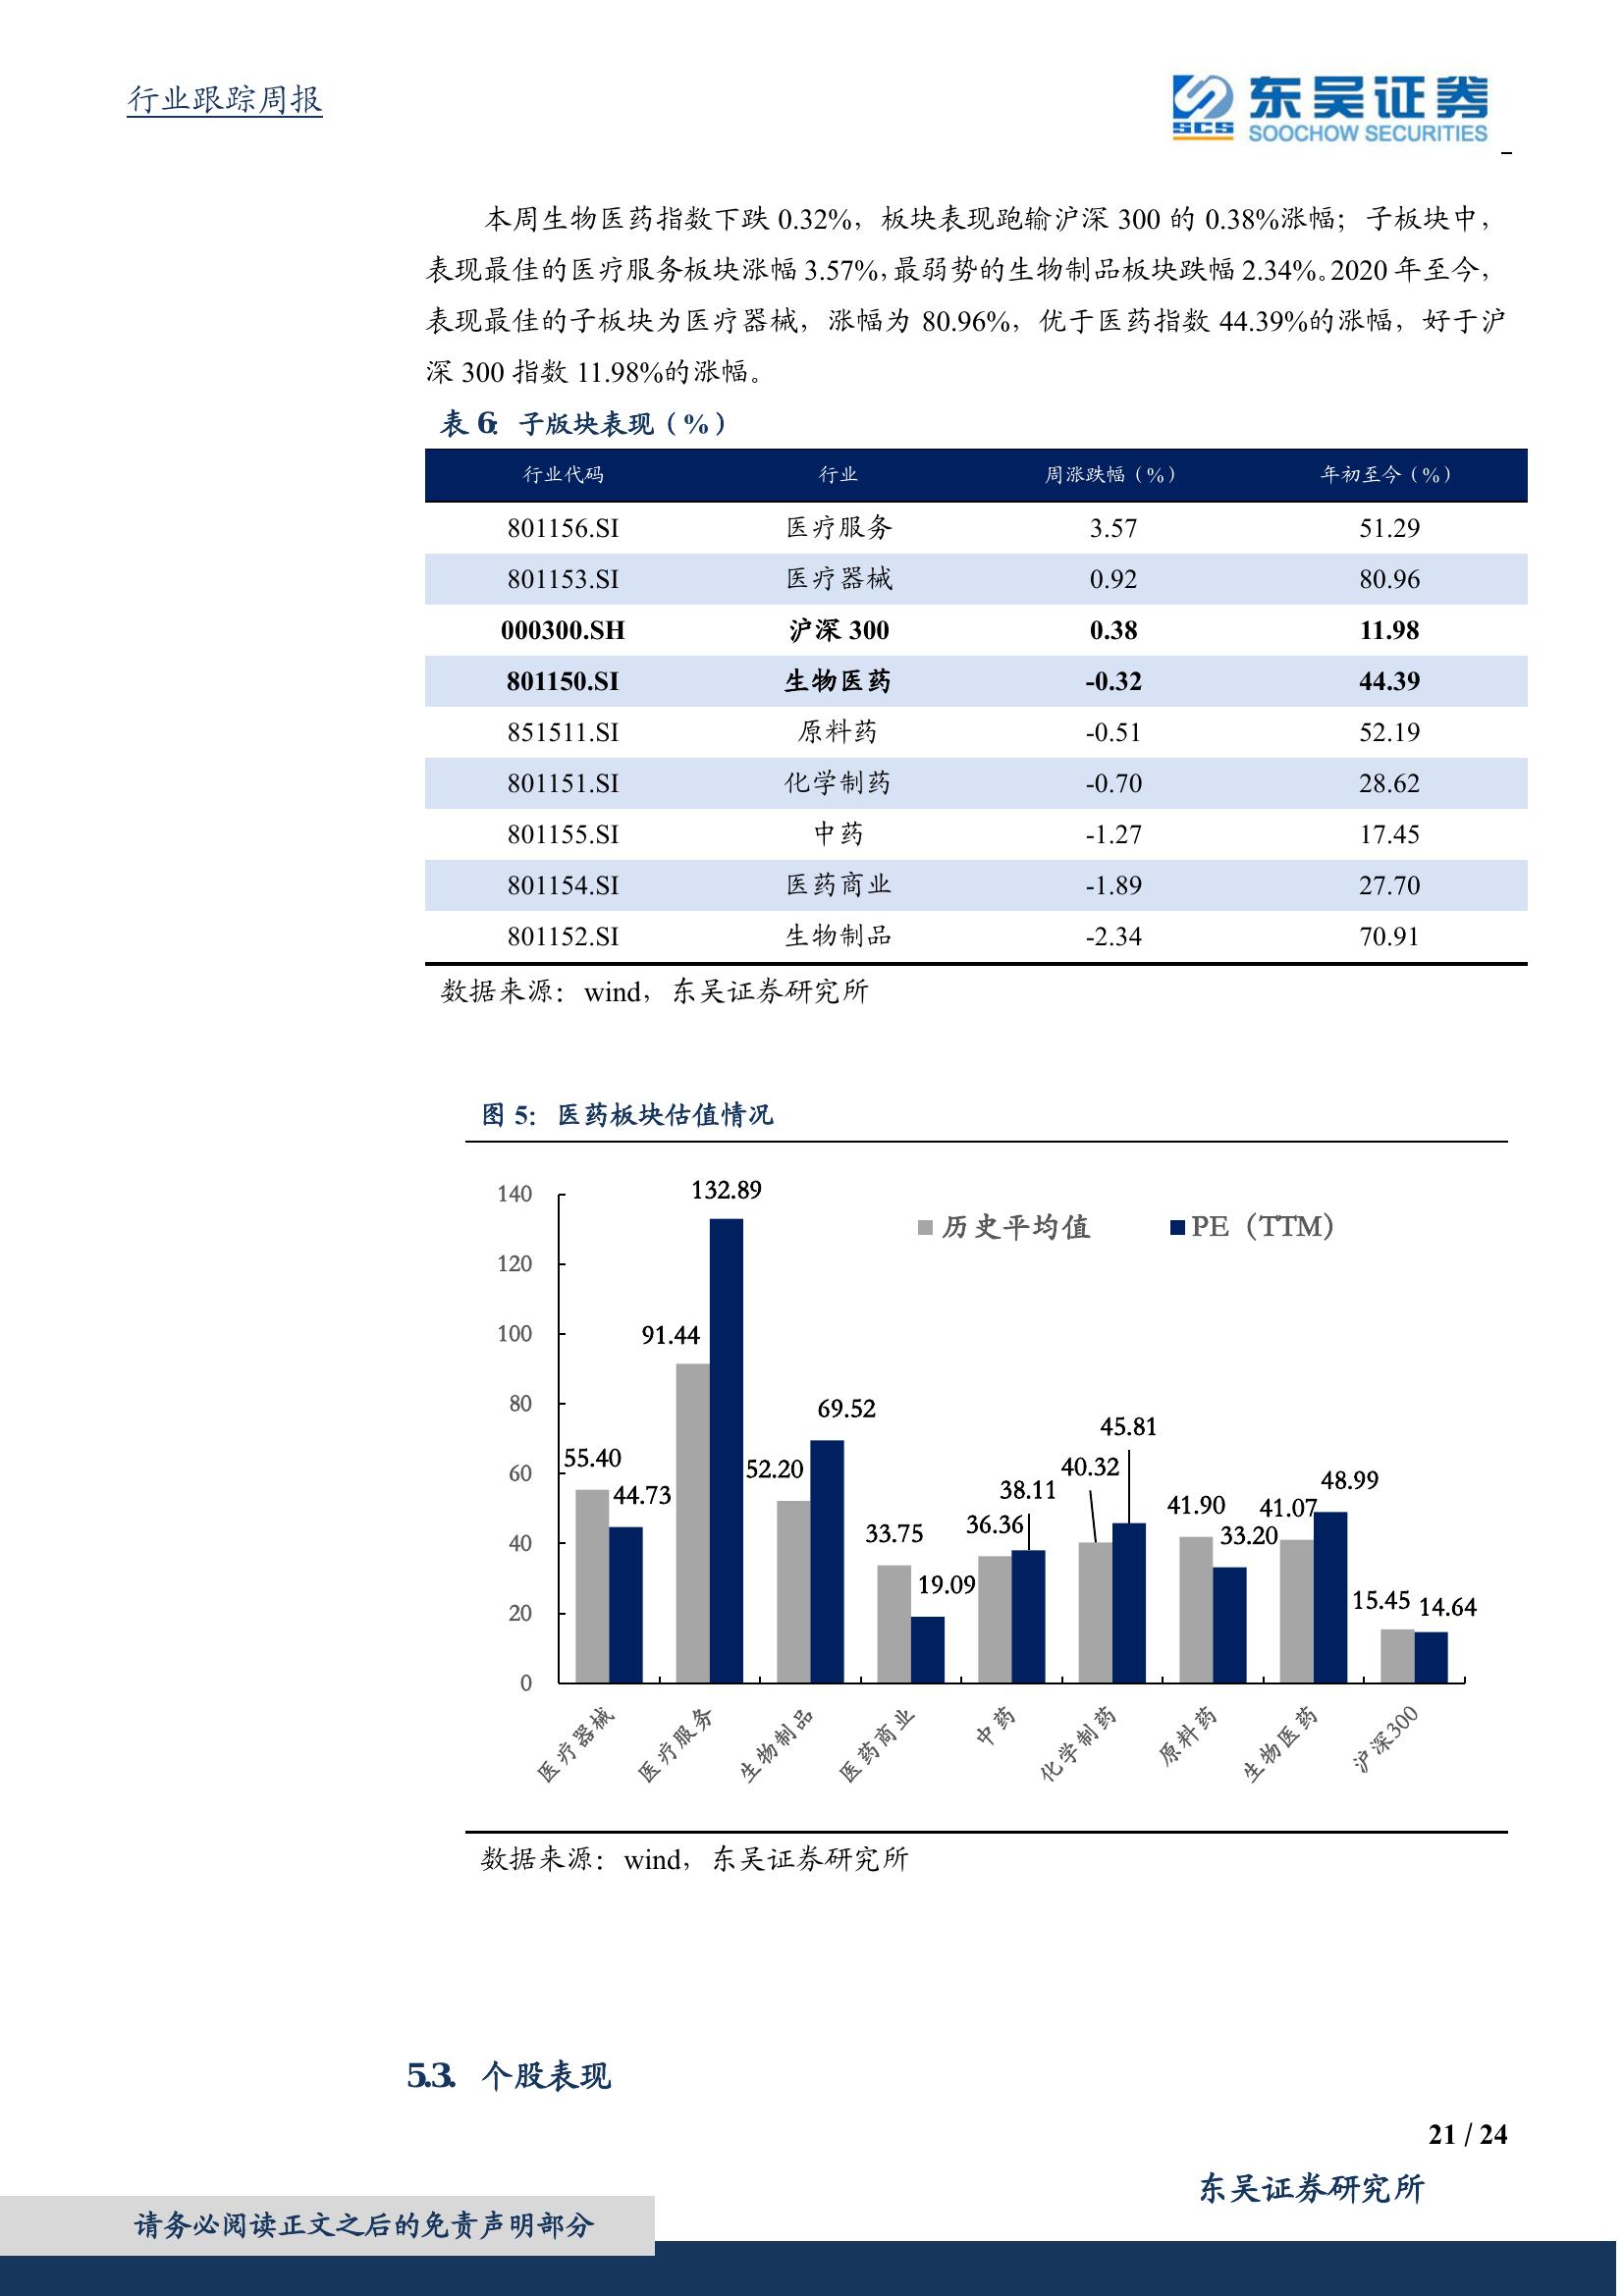 行业跟踪周报
SCS
东吴证券
SOOCHOW SECURITIES
本周生物医药指数下跌 0.32%，板块表现跑输沪深 300 的 0.38%涨幅；子板块中，
表现最佳的医疗服务板块涨幅 3.57%，最弱势的生物制品板块跌幅 2.34%。2020 年至今，
表现最佳的子板块为医疗器械，涨幅为 80.96%，优于医药指数 44.39%的涨幅，好于沪
深 300 指数 11.98%的涨幅。
表 6：子版块表现（%）
行业代码 行业 周涨跌幅（%） 年初至今（%）
801156.SI 医疗服务 3.57 51.29
801153.SI 医疗器械 0.92 80.96
000300.SH 沪深 300 0.38 11.98
801150.SI 生物医药 -0.32 44.39
851511.SI 原料药 -0.51 52.19
801151.SI 化学制药 -0.70 28.62
801155.SI 中药 -1.27 17.45
801154.SI 医药商业 -1.89 27.70
801152.SI 生物制品 -2.34 70.91
数据来源：wind，东吴证券研究所
图 5：医药板块估值情况
历史平均值 PE（TTM）
140
120
100
80
60
40
20
0
55.40 44.73
91.44 132.89
52.20 69.52
33.75 19.09
36.36 38.11
40.32 45.81
41.90 33.20
41.07 48.99
15.45 14.64
医疗器械 医疗服务 生物制品 医药商业 中药 化学制药 原料药 生物医药 沪深300
数据来源：wind，东吴证券研究所
5.3. 个股表现
21 / 24
东吴证券研究所
请务必阅读正文之后的免责声明部分